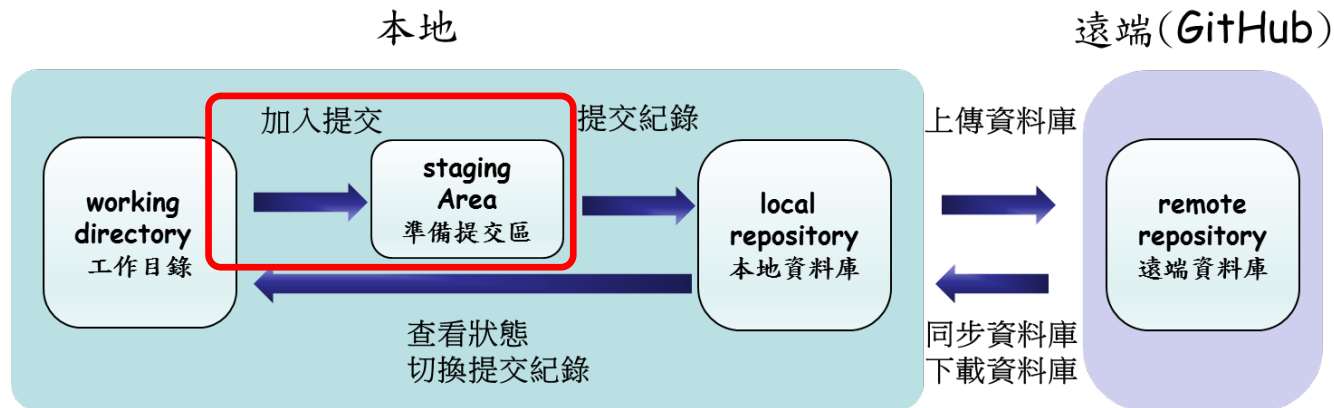 本地
遠端(GitHub)
加入提交
提交紀錄
上傳資料庫
working
directory
工作目錄
staging
Area
準備提交區
local
repository
本地資料庫
remote
repository
遠端資料庫
查看狀態
切換提交紀錄
同步資料庫
下載資料庫